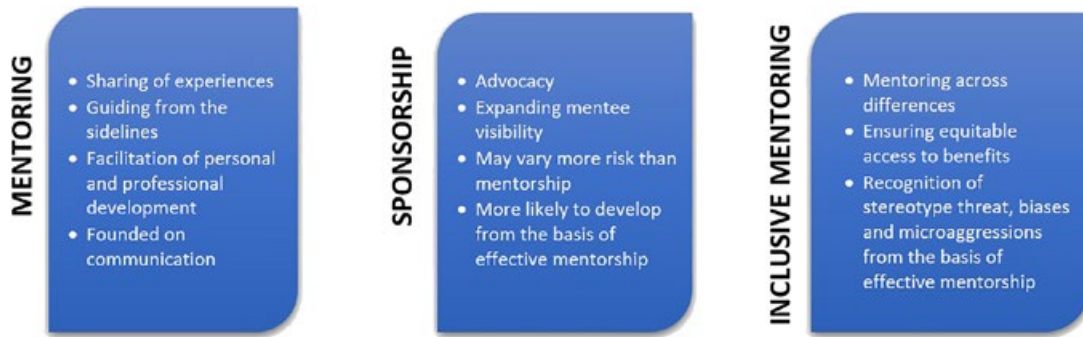 MENTORING
• Sharing of experiences
• Guiding from the
sidelines
• Facilitation of personal
and professional
development
• Founded on
communication
SPONSORSHIP
• Advocacy
• Expanding mentee
visibility
• May vary more risk than
mentorship
• More likely to develop
from the basis of
effective mentorship
INCLUSIVE MENTORING
• Mentoring across
differences
• Ensuring equitable
access to benefits
• Recognition of
stereotype threat, biases
and microaggressions
from the basis of
effective mentorship